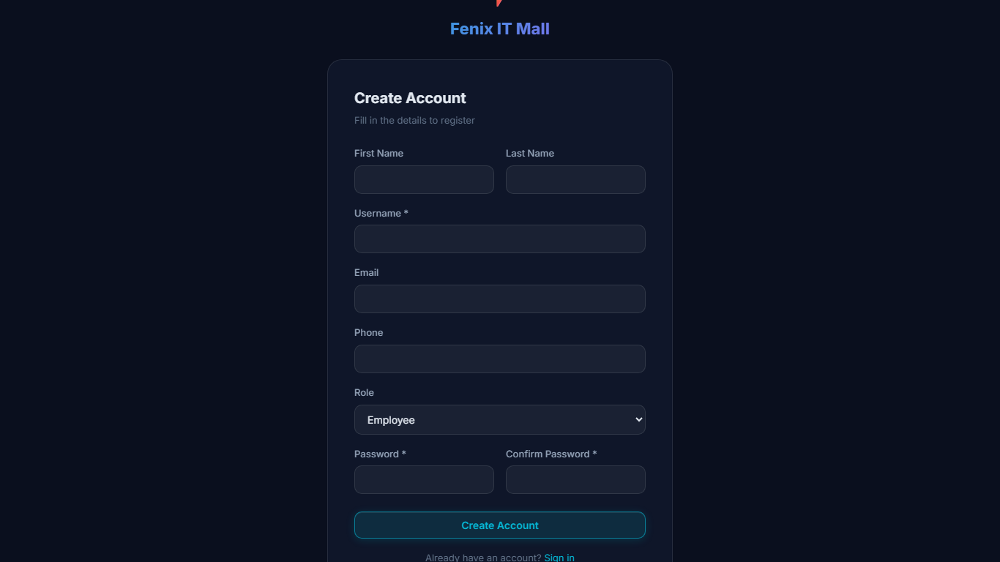 Fenix IT Mall
Create Account
Fill in the details to register
First Name Last Name
Username *
Email
Phone
Role
Employee
Password * Confirm Password *
Create Account
Already have an account? Sign in